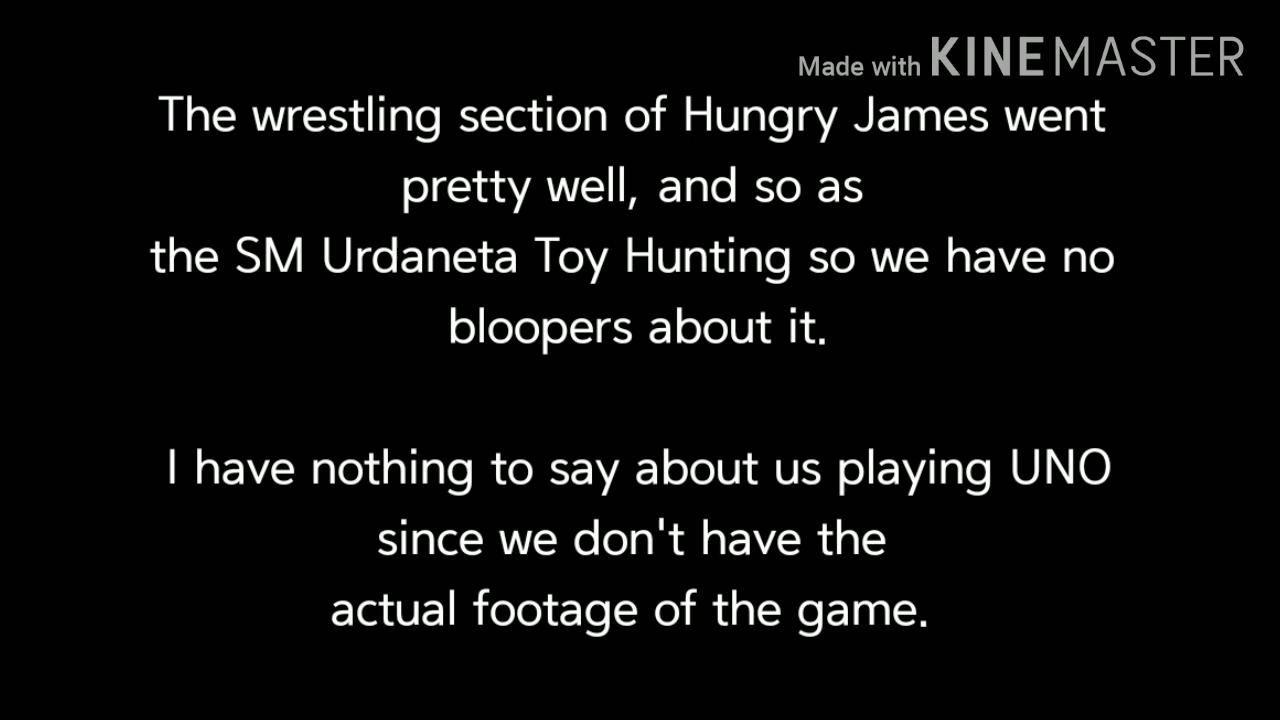 Made with KINEMASTER
The wrestling section of Hungry James went
pretty well, and so as
the SM Urdaneta Toy Hunting so we have no
bloopers about it.
I have nothing to say about us playing UNO
since we don't have the
actual footage of the game.